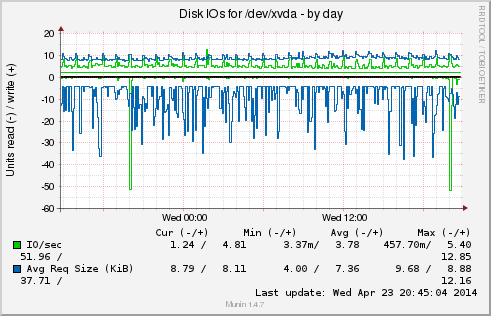 Disk IOs for /dev/xvda - by day
RRDTOOL / TOBI OETIKER
Units read (-) / write (+)
20
10
0
-10
-20
-30
-40
-50
-60
Wed 00:00 Wed 12:00
Cur (-/+) Min (-/+) Avg (-/+) Max (-/+)
IO/sec 1.24 / 4.81 3.37m/ 3.78 457.70m/ 5.40
51.96 / 12.85
Avg Req Size (KiB) 8.79 / 8.11 4.00 / 7.36 9.68 / 8.88
37.71 / 12.16
Last update: Wed Apr 23 20:45:04 2014
Munin 1.4.7